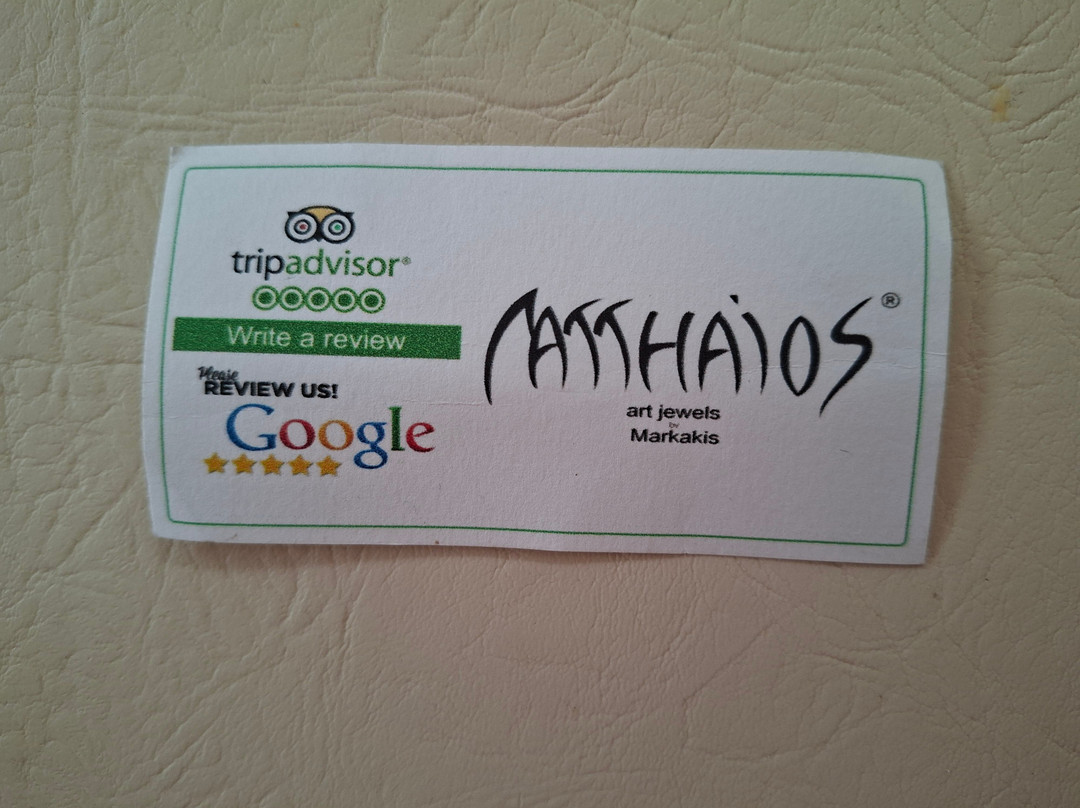 tripadvisor®
Write a review
Please
REVIEW US!
Google
MATTHAIOS ®
art jewels
by
Markakis